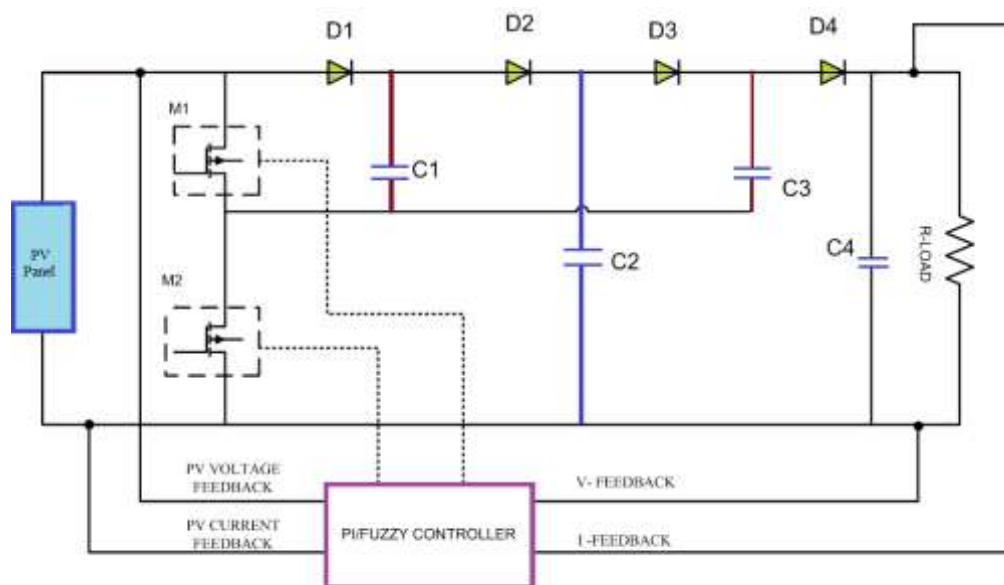 D1
D2
D3
D4
M1
C1
C3
PV
Panel
C2
C4
R-LOAD
M2
PV VOLTAGE
FEEDBACK
V- FEEDBACK
PV CURRENT
FEEDBACK
PI/FUZZY CONTROLLER
I -FEEDBACK